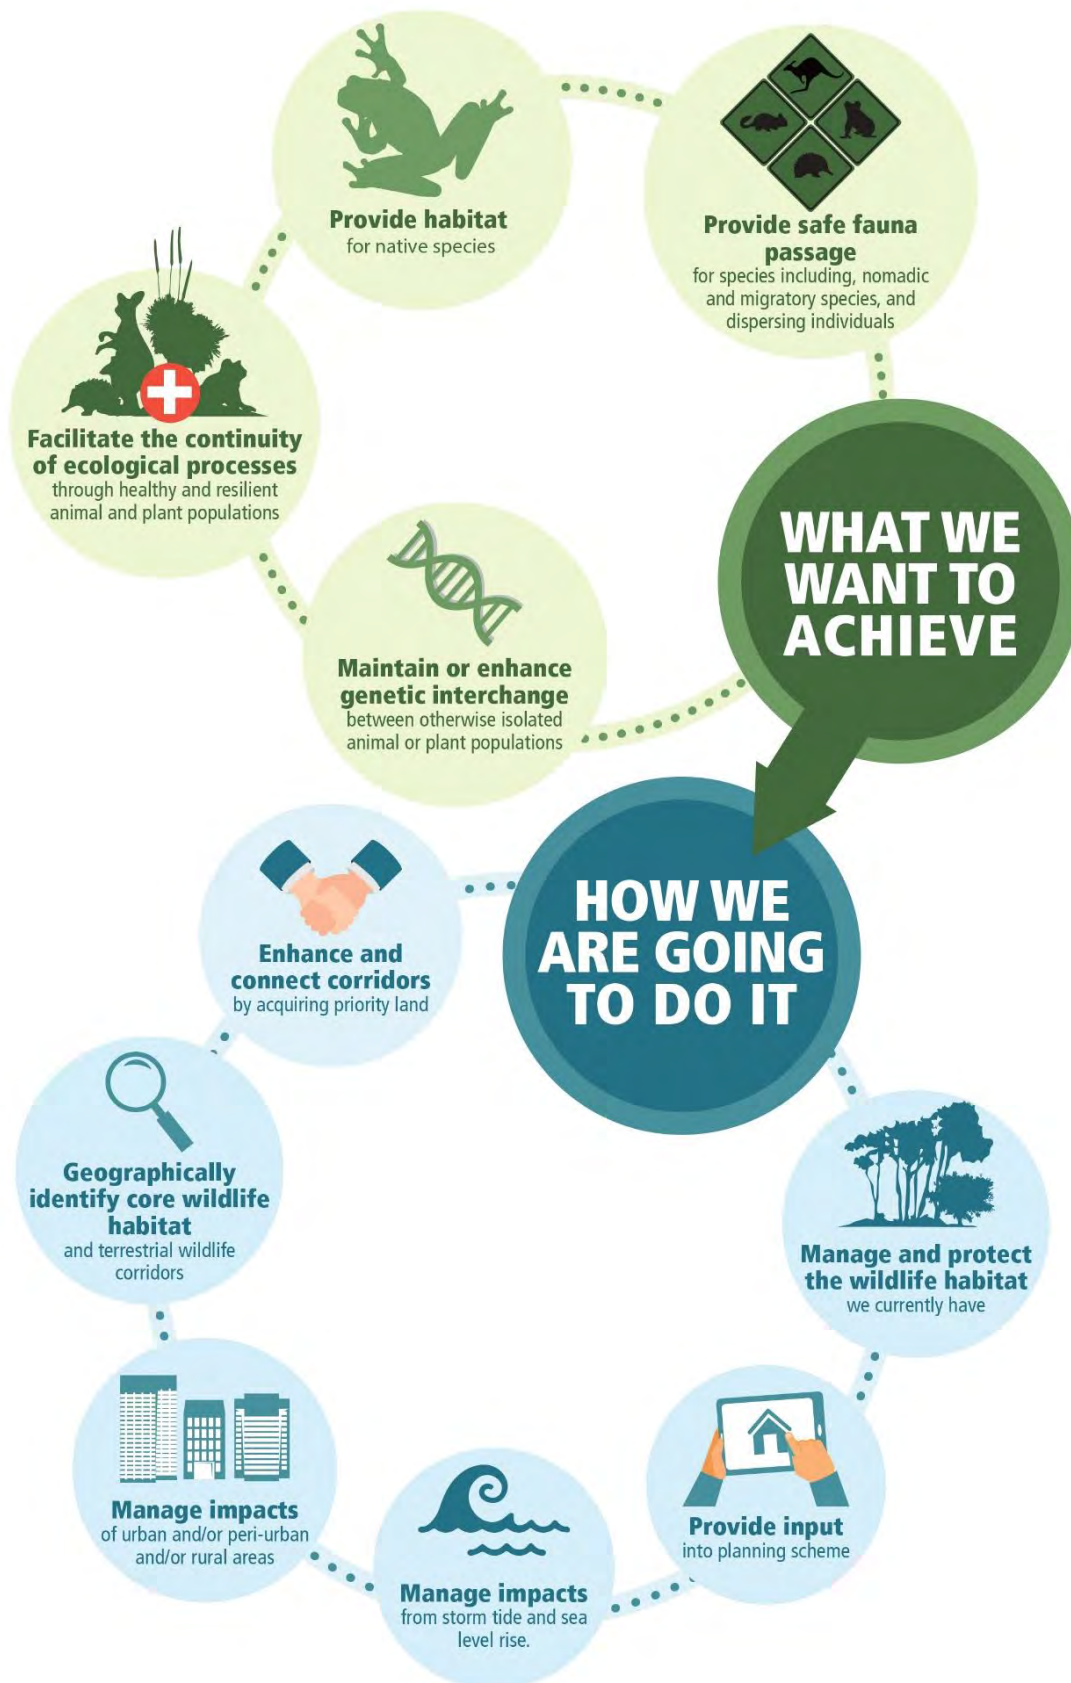 Provide habitat
for native species
Provide safe fauna
passage
for species including, nomadic
and migratory species, and
dispersing individuals
Facilitate the continuity
of ecological processes
through healthy and resilient
animal and plant populations
WHAT WE
WANT TO
ACHIEVE
Maintain or enhance
genetic interchange
between otherwise isolated
animal or plant populations
HOW WE
ARE GOING
TO DO IT
Enhance and
connect corridors
by acquiring priority land
Geographically
identify core wildlife
habitat
and terrestrial wildlife
corridors
Manage and protect
the wildlife habitat
we currently have
Manage impacts
of urban and/or peri-urban
and/or rural areas
Provide input
into planning scheme
Manage impacts
from storm tide and sea
level rise.